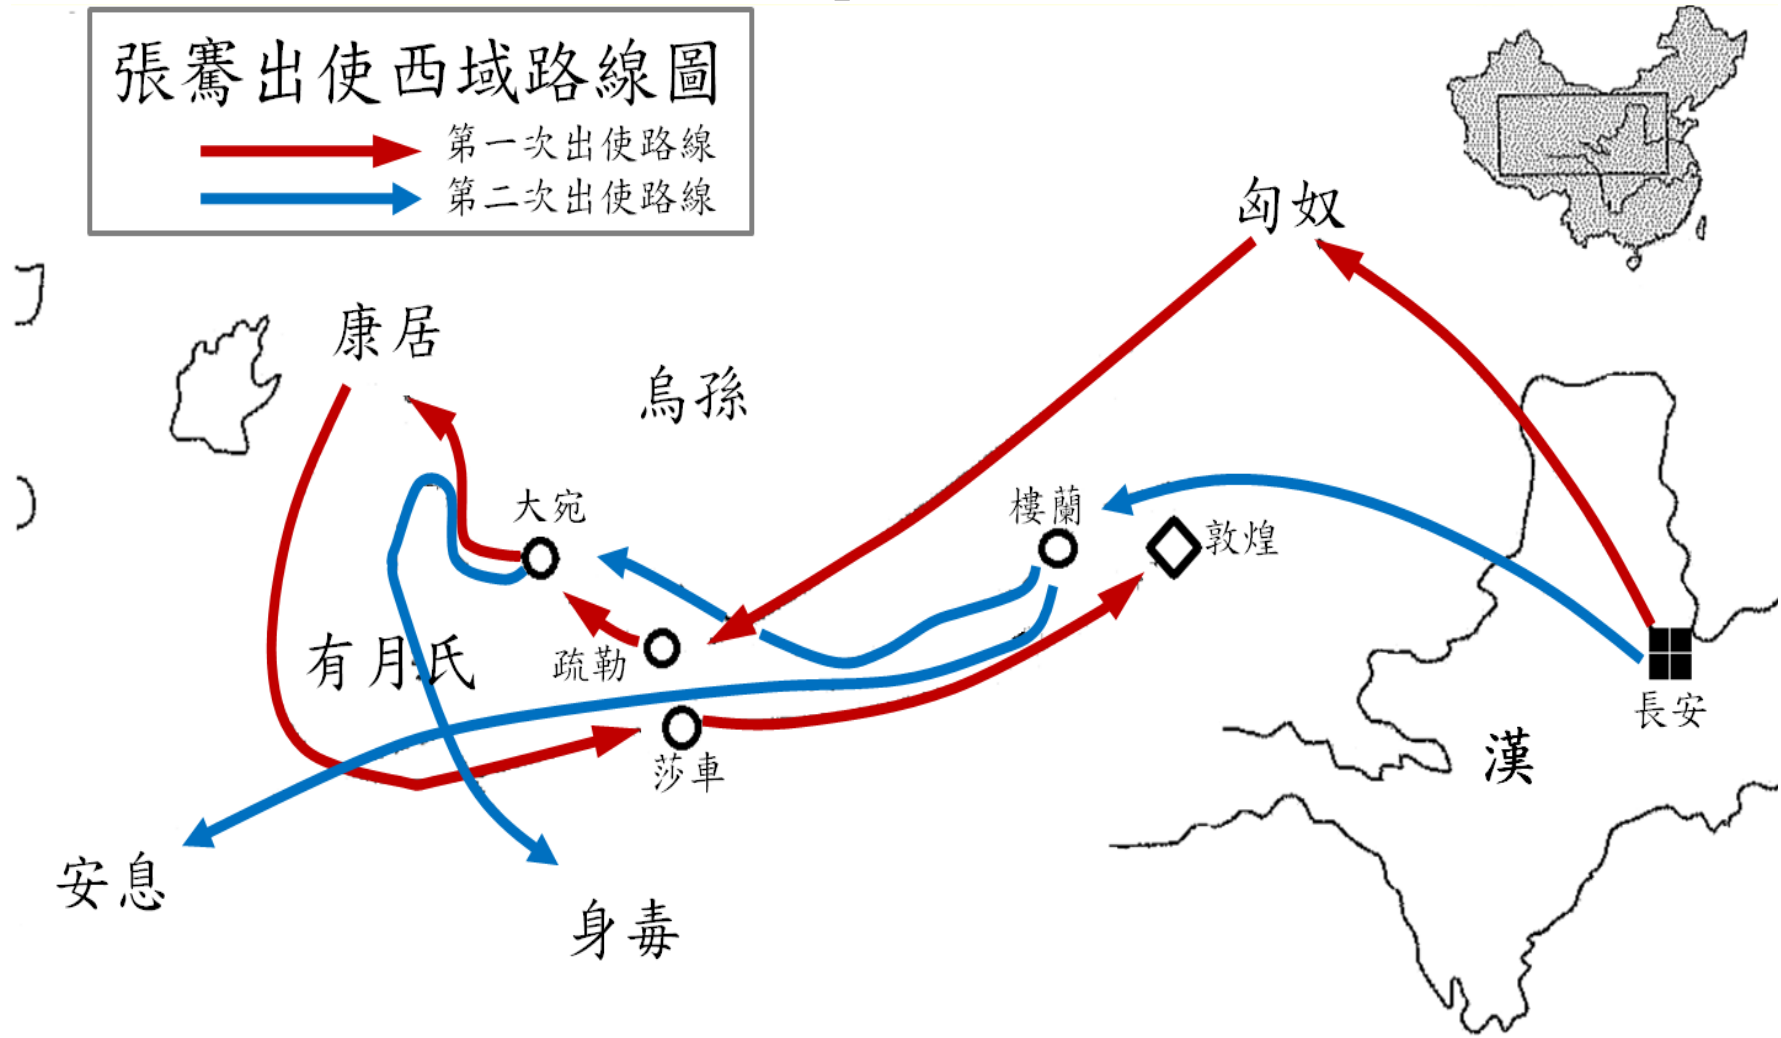 張騫出使西域路線圖
第一次出使路線
第二次出使路線
匈奴
康居
烏孫
大宛
樓蘭
敦煌
有月氏
疏勒
長安
莎車
漢
安息
身毒